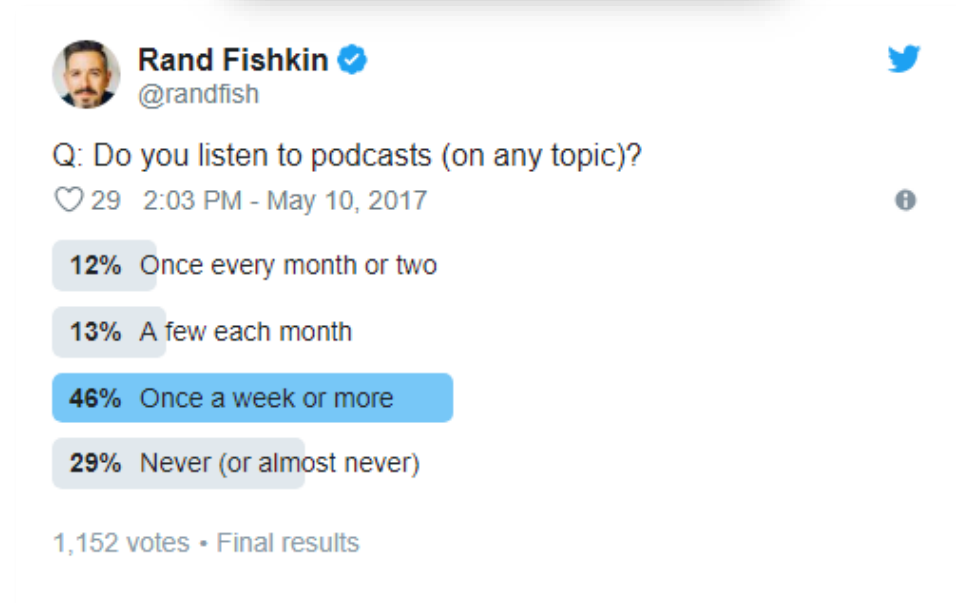 Rand Fishkin
@randfish
Q: Do you listen to podcasts (on any topic)?
29 2:03 PM - May 10, 2017
12% Once every month or two
13% A few each month
46% Once a week or more
29% Never (or almost never)
1,152 votes • Final results